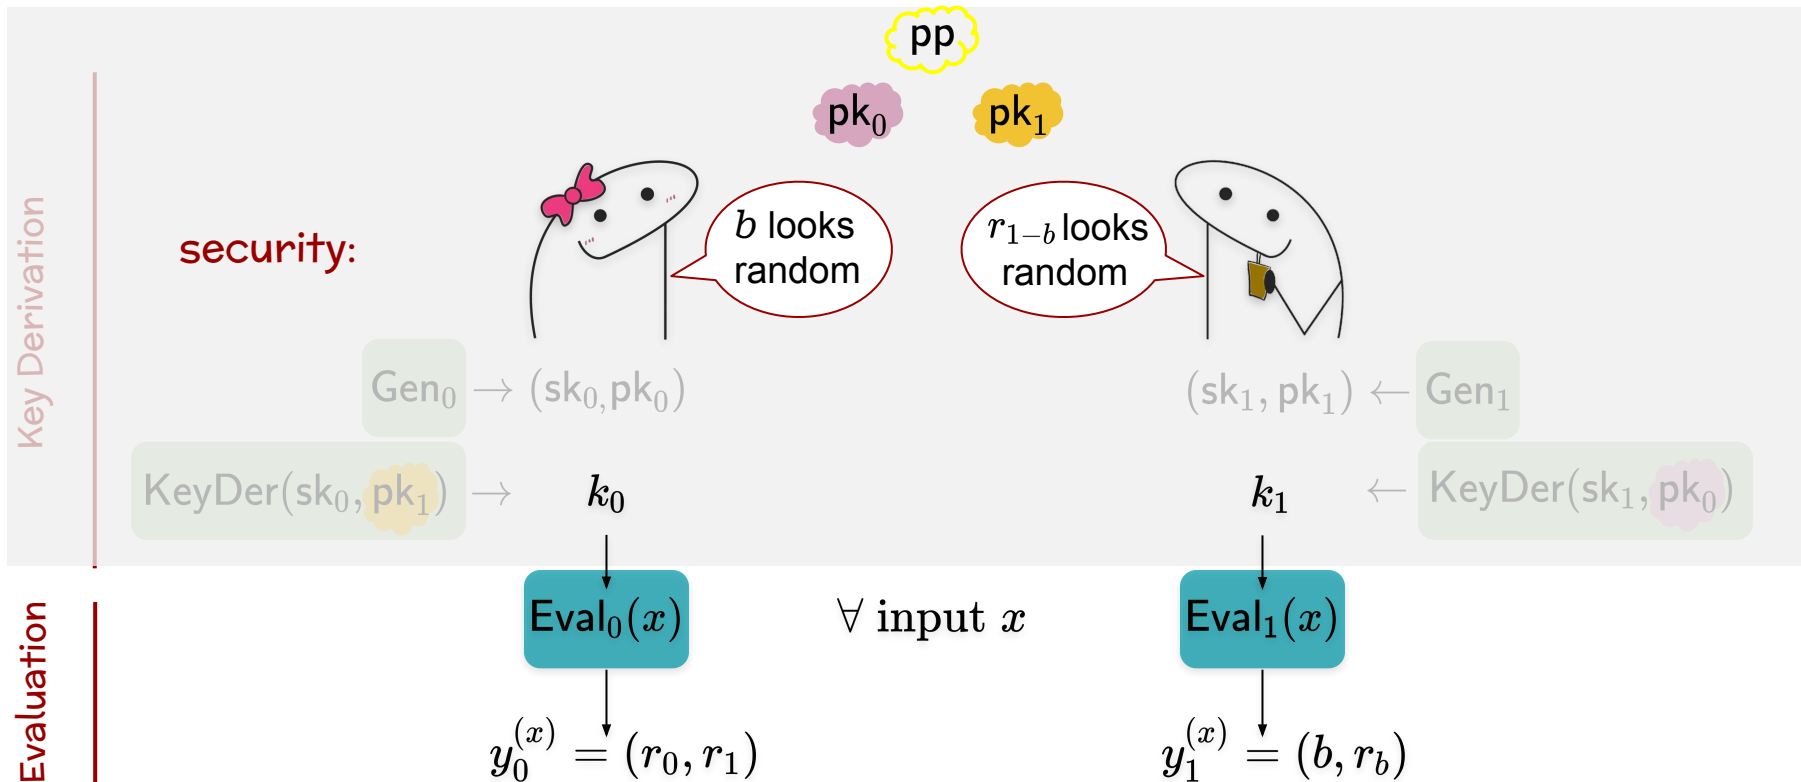 pp
pk₀
pk₁
Key Derivation
security:
b looks
random
r₁₋b looks
random
Gen₀ → (sk₀,pk₀)
(sk₁, pk₁) ← Gen₁
KeyDer(sk₀, pk₁) → k₀
k₁ ← KeyDer(sk₁, pk₀)
Evaluation
Eval₀(x)
∀ input x
Eval₁(x)
y₀⁽ˣ⁾ = (r₀, r₁)
y₁⁽ˣ⁾ = (b, r_b)